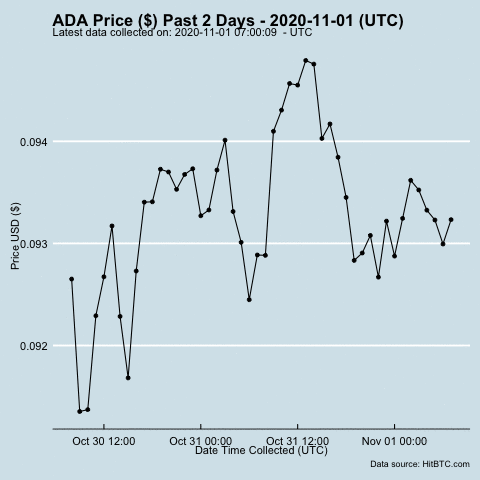 ADA Price ($) Past 2 Days - 2020-11-01 (UTC)
Latest data collected on: 2020-11-01 07:00:09  - UTC
Price USD ($)
0.094
0.093
0.092
Oct 30 12:00 Oct 31 00:00 Oct 31 12:00 Nov 01 00:00
Date Time Collected (UTC)
Data source: HitBTC.com